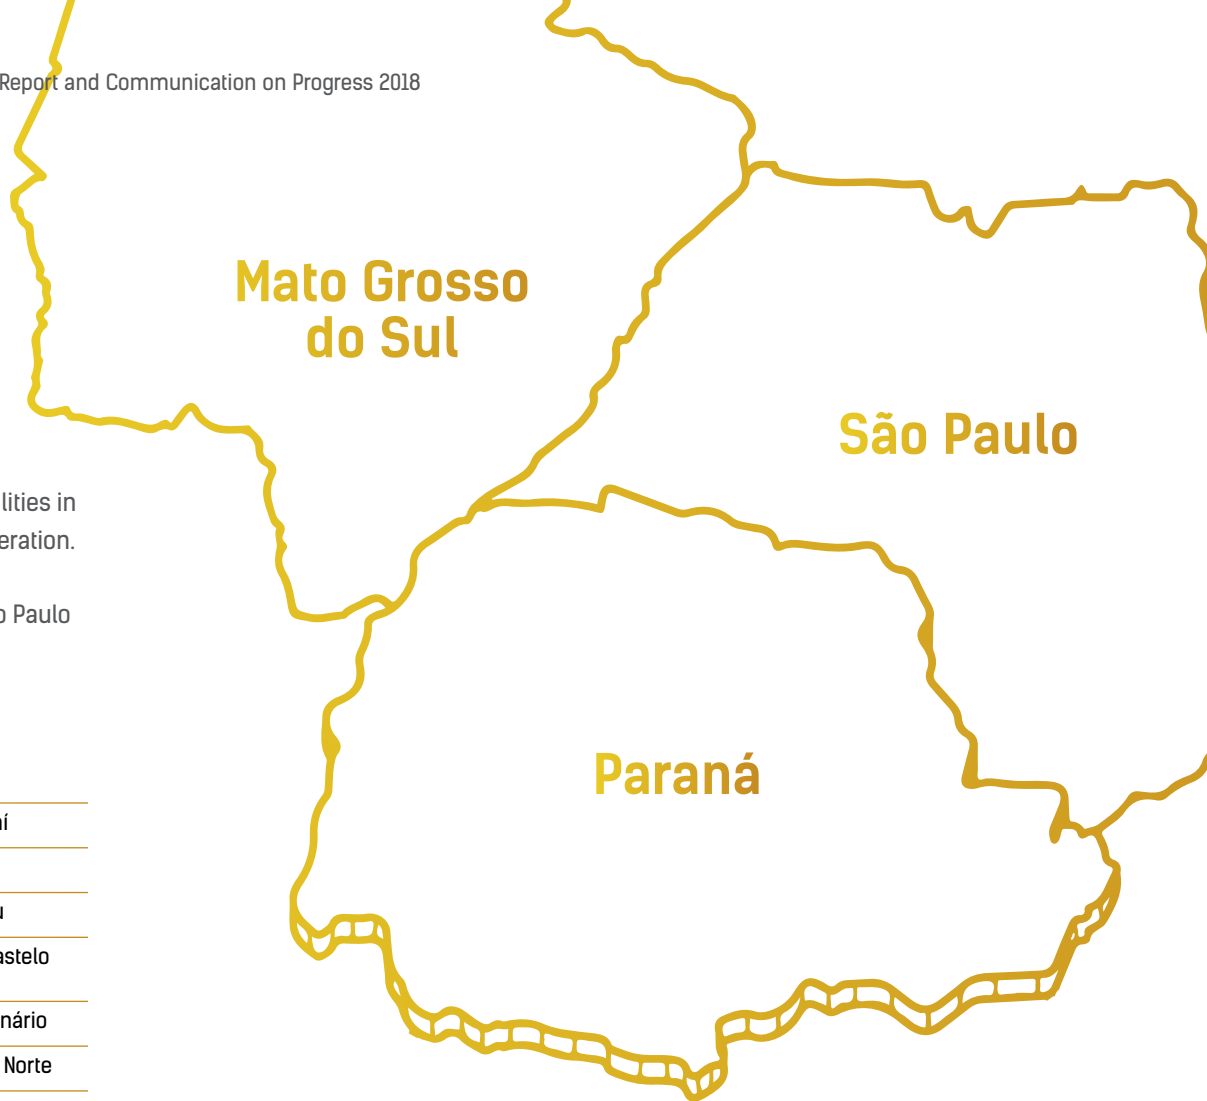 Report and Communication on Progress 2018
Mato Grosso
do Sul
São Paulo
lities in
eration.
o Paulo
Paraná
astelo
nário
Norte